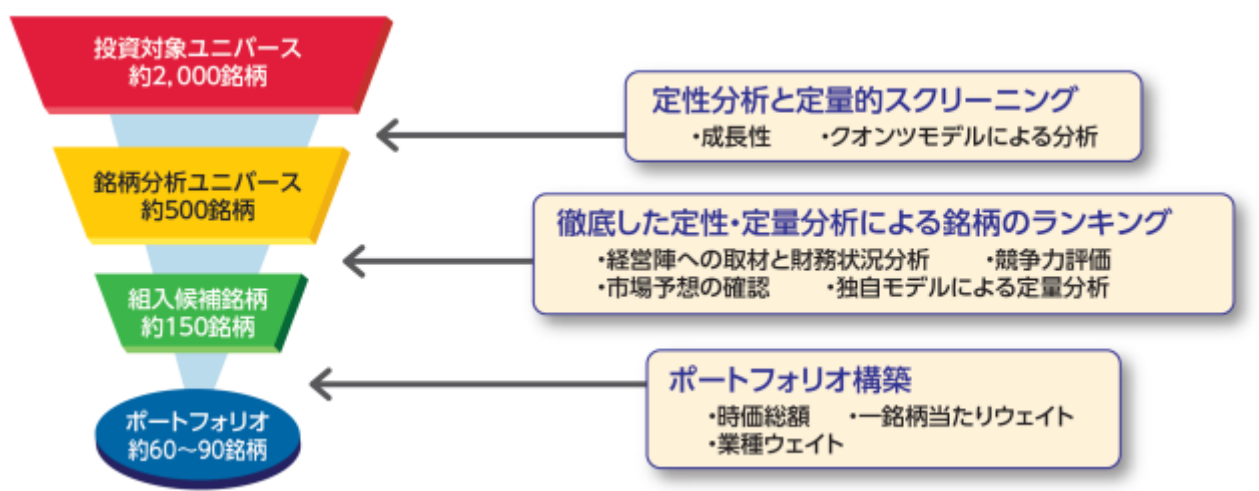 投資対象ユニバース
約2,000銘柄
定性分析と定量的スクリーニング
・成長性 ・クオンツモデルによる分析
銘柄分析ユニバース
約500銘柄
徹底した定性・定量分析による銘柄のランキング
・経営陣への取材と財務状況分析 ・競争力評価
・市場予想の確認 ・独自モデルによる定量分析
組入候補銘柄
約150銘柄
ポートフォリオ構築
・時価総額 ・一銘柄当たりウェイト
・業種ウェイト
ポートフォリオ
約60～90銘柄